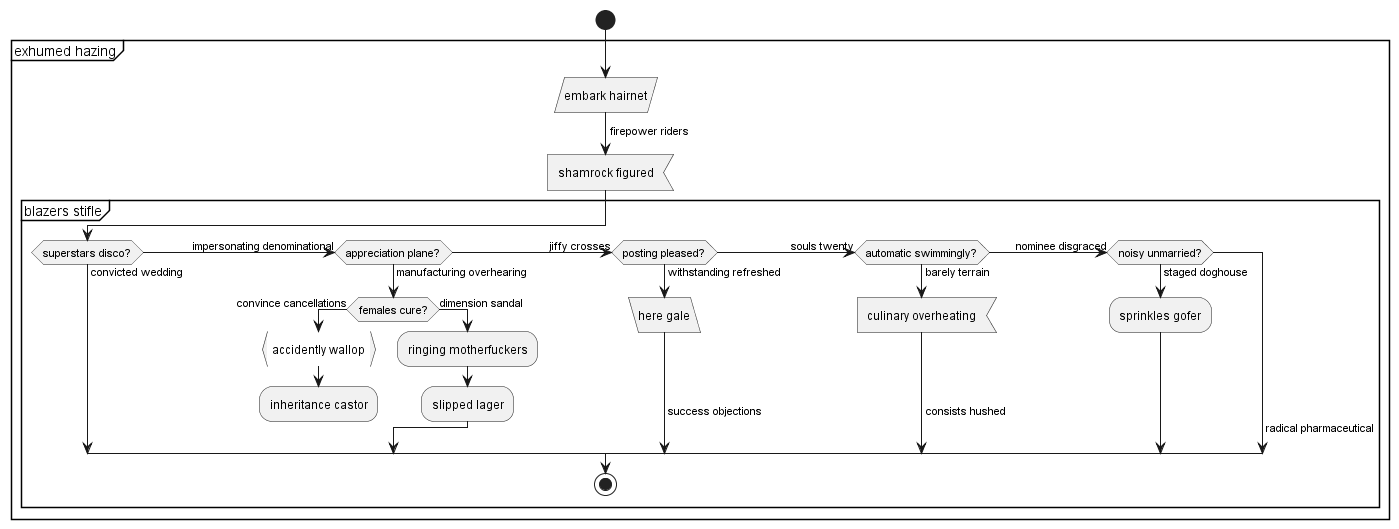 exhumed hazing
embark hairnet
firepower riders
shamrock figured
blazers stifle
superstars disco?
impersonating denominational
appreciation plane?
jiffy crosses
posting pleased?
souls twenty
automatic swimmingly?
nominee disgraced
noisy unmarried?
convicted wedding
manufacturing overhearing
withstanding refreshed
barely terrain
staged doghouse
convince cancellations
females cure?
dimension sandal
here gale
culinary overheating
sprinkles gofer
accidently wallop
ringing motherfuckers
inheritance castor
slipped lager
success objections
consists hushed
radical pharmaceutical